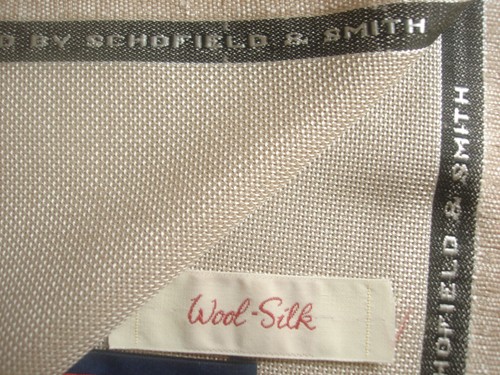 D BY SCHOFIELD & SMITH
SCHOFIELD & SMITH
Wool-Silk